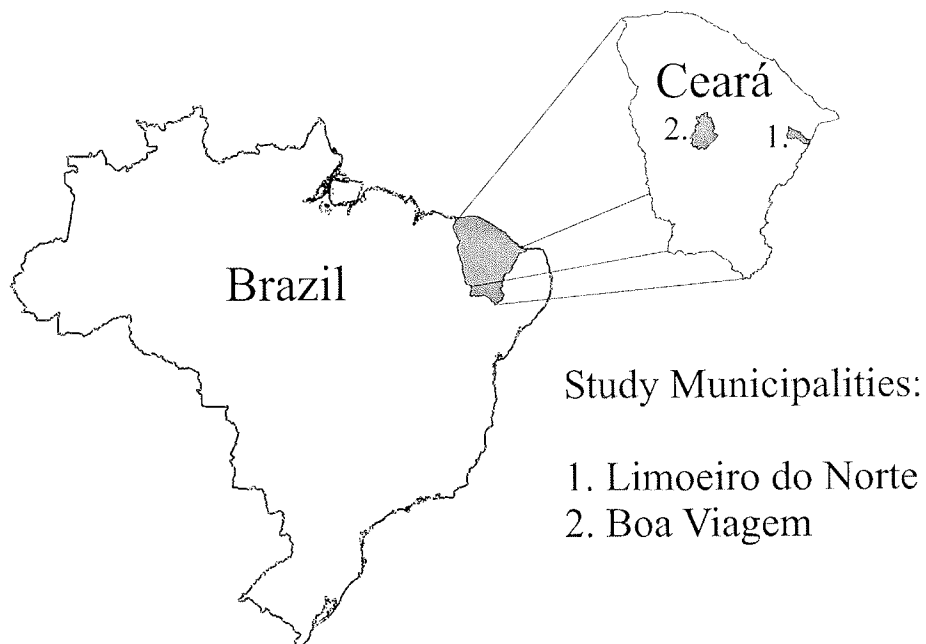 Ceará
2.
1.
Brazil
Study Municipalities:
1. Limoeiro do Norte
2. Boa Viagem